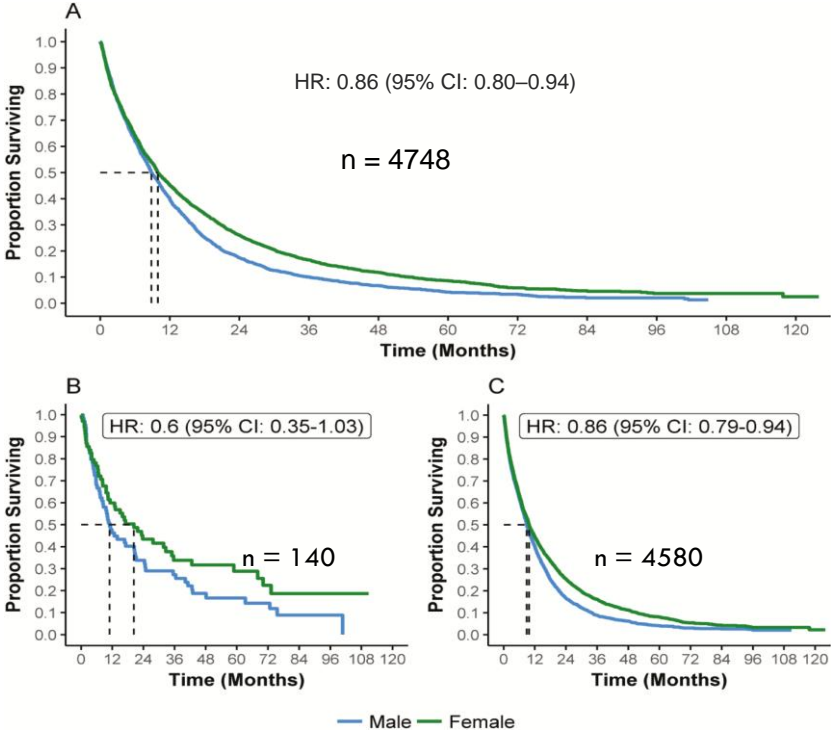 A
Proportion Surviving
1.0
0.9
0.8
0.7
0.6
0.5
0.4
0.3
0.2
0.1
0.0
HR: 0.86 (95% CI: 0.80–0.94)
n = 4748
0 12 24 36 48 60 72 84 96 108 120
Time (Months)
B
Proportion Surviving
1.0
0.9
0.8
0.7
0.6
0.5
0.4
0.3
0.2
0.1
0.0
HR: 0.6 (95% CI: 0.35-1.03)
n = 140
0 12 24 36 48 60 72 84 96 108 120
Time (Months)
C
Proportion Surviving
1.0
0.9
0.8
0.7
0.6
0.5
0.4
0.3
0.2
0.1
0.0
HR: 0.86 (95% CI: 0.79-0.94)
n = 4580
0 12 24 36 48 60 72 84 96 108 120
Time (Months)
Male Female